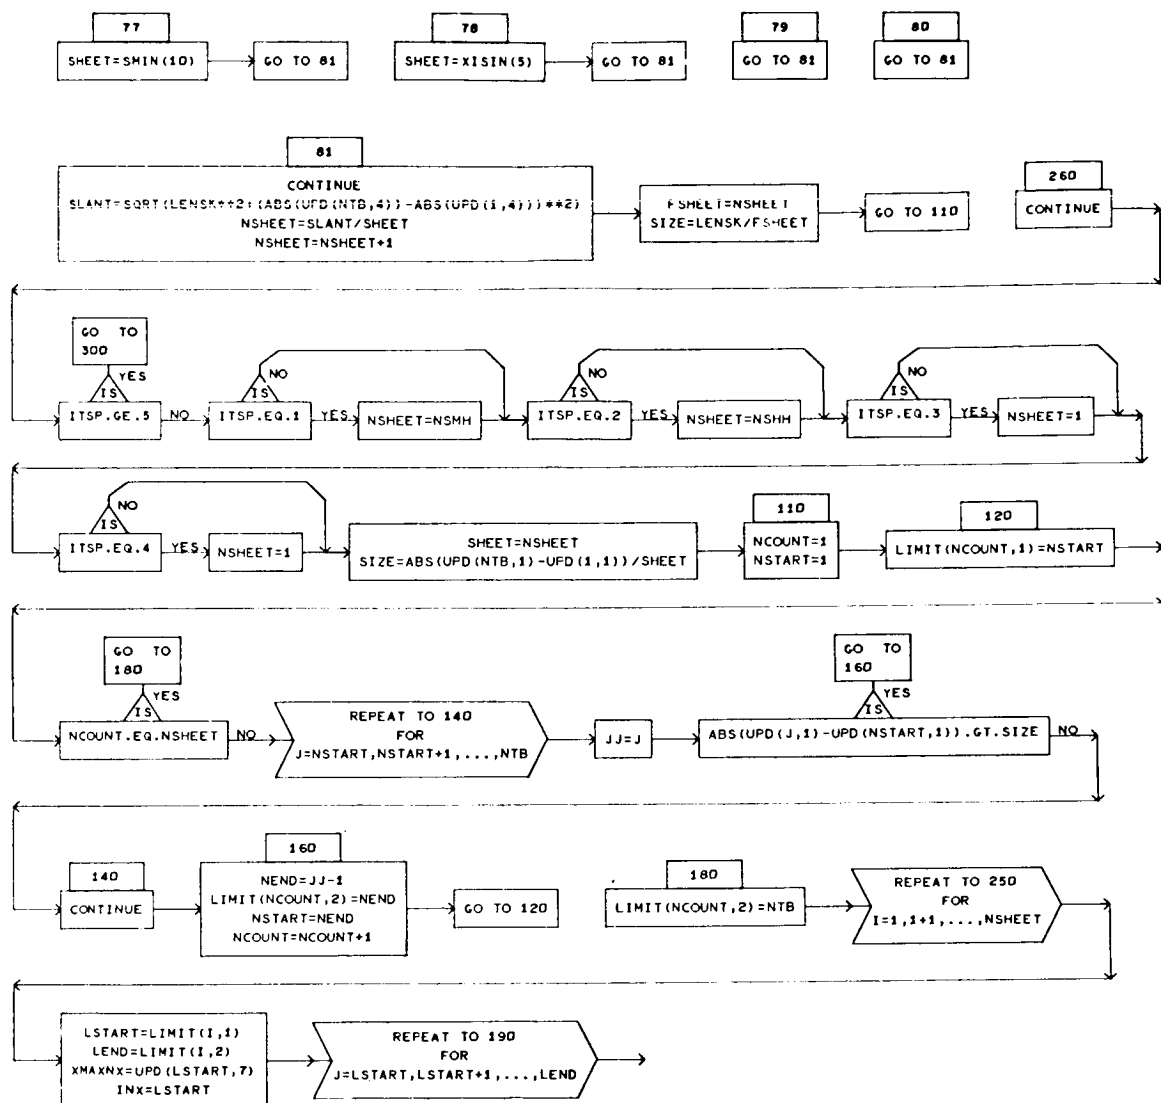 77
78
79
80
SHEET=SMIN(10)
GO TO 81
SHEET=XISIN(5)
GO TO 81
GO TO 81
GO TO 81
81
CONTINUE
SLANT=SQRT(LENSK**2+(ABS(UPD(NTB,4))-ABS(UPD(1,4)))**2)
NSHEET=SLANT/SHEET
NSHEET=NSHEET+1
FSHEET=NSHEET
SIZE=LENSK/FSHEET
GO TO 110
260
CONTINUE
GO TO
300
YES
IS
ITSP.GE.5
NO
NO
IS
ITSP.EQ.1
YES
NSHEET=NSMH
NO
IS
ITSP.EQ.2
YES
NSHEET=NSHH
NO
IS
ITSP.EQ.3
YES
NSHEET=1
NO
IS
ITSP.EQ.4
YES
NSHEET=1
SHEET=NSHEET
SIZE=ABS(UPD(NTB,1)-UPD(1,1))/SHEET
110
NCOUNT=1
NSTART=1
120
LIMIT(NCOUNT,1)=NSTART
GO TO
180
YES
IS
NCOUNT.EQ.NSHEET
NO
REPEAT TO 140
FOR
J=NSTART,NSTART+1,...,NTB
JJ=J
GO TO
160
YES
IS
ABS(UPD(J,1)-UPD(NSTART,1)).GT.SIZE
NO
140
CONTINUE
160
NEND=JJ-1
LIMIT(NCOUNT,2)=NEND
NSTART=NEND
NCOUNT=NCOUNT+1
GO TO 120
180
LIMIT(NCOUNT,2)=NTB
REPEAT TO 250
FOR
I=1,1+1,...,NSHEET
LSTART=LIMIT(I,1)
LEND=LIMIT(I,2)
XMAXNX=UPD(LSTART,7)
INX=LSTART
REPEAT TO 190
FOR
J=LSTART,LSTART+1,...,LEND